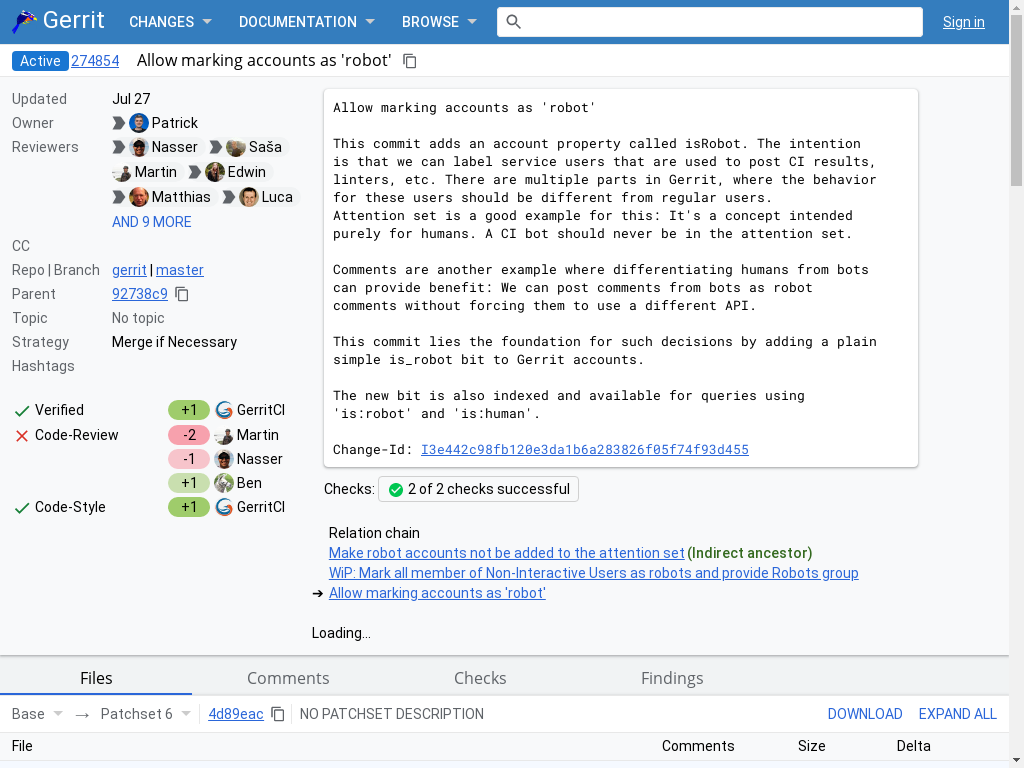 Gerrit CHANGES DOCUMENTATION BROWSE Sign in
Active 274854 Allow marking accounts as 'robot'
Updated Jul 27
Owner Patrick
Reviewers Nasser Saša
Martin Edwin
Matthias Luca
AND 9 MORE
CC
Repo | Branch gerrit | master
Parent 92738c9
Topic No topic
Strategy Merge if Necessary
Hashtags
Verified +1 GerritCI
Code-Review -2 Martin
-1 Nasser
+1 Ben
Code-Style +1 GerritCI
Allow marking accounts as 'robot'
This commit adds an account property called isRobot. The intention
is that we can label service users that are used to post CI results,
linters, etc. There are multiple parts in Gerrit, where the behavior
for these users should be different from regular users.
Attention set is a good example for this: It's a concept intended
purely for humans. A CI bot should never be in the attention set.
Comments are another example where differentiating humans from bots
can provide benefit: We can post comments from bots as robot
comments without forcing them to use a different API.
This commit lies the foundation for such decisions by adding a plain
simple is_robot bit to Gerrit accounts.
The new bit is also indexed and available for queries using
'is:robot' and 'is:human'.
Change-Id: I3e442c98fb120e3da1b6a283826f05f74f93d455
Checks: 2 of 2 checks successful
Relation chain
Make robot accounts not be added to the attention set (Indirect ancestor)
WiP: Mark all member of Non-Interactive Users as robots and provide Robots group
➔ Allow marking accounts as 'robot'
Loading...
Files Comments Checks Findings
Base → Patchset 6 4d89eac NO PATCHSET DESCRIPTION DOWNLOAD EXPAND ALL
File Comments Size Delta